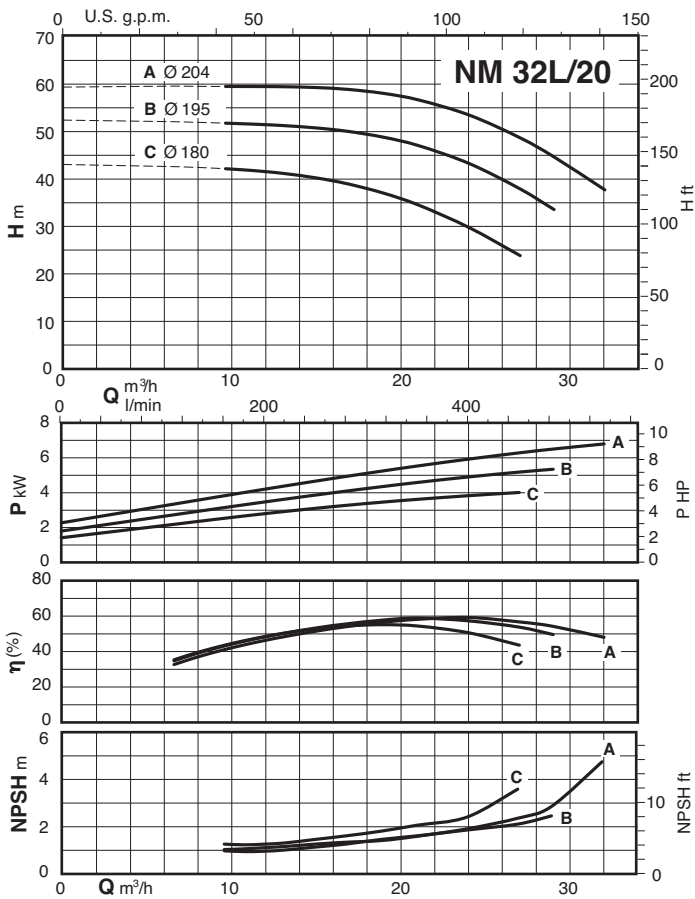 0 U.S. g.p.m. 50 100 150
NM 32L/20
A Ø 204
B Ø 195
C Ø 180
70
60
50
40
30
20
10
0
H m
200
150
100
50
0
H ft
0 10 20 30
Q m³/h
l/min
0 200 400
8
6
4
2
0
P kW
A
B
C
10
8
6
4
2
0
P HP
80
60
40
20
0
η (%)
C B A
6
4
2
0
NPSH m
C
A
B
10
0
NPSH ft
0 Q m³/h 10 20 30